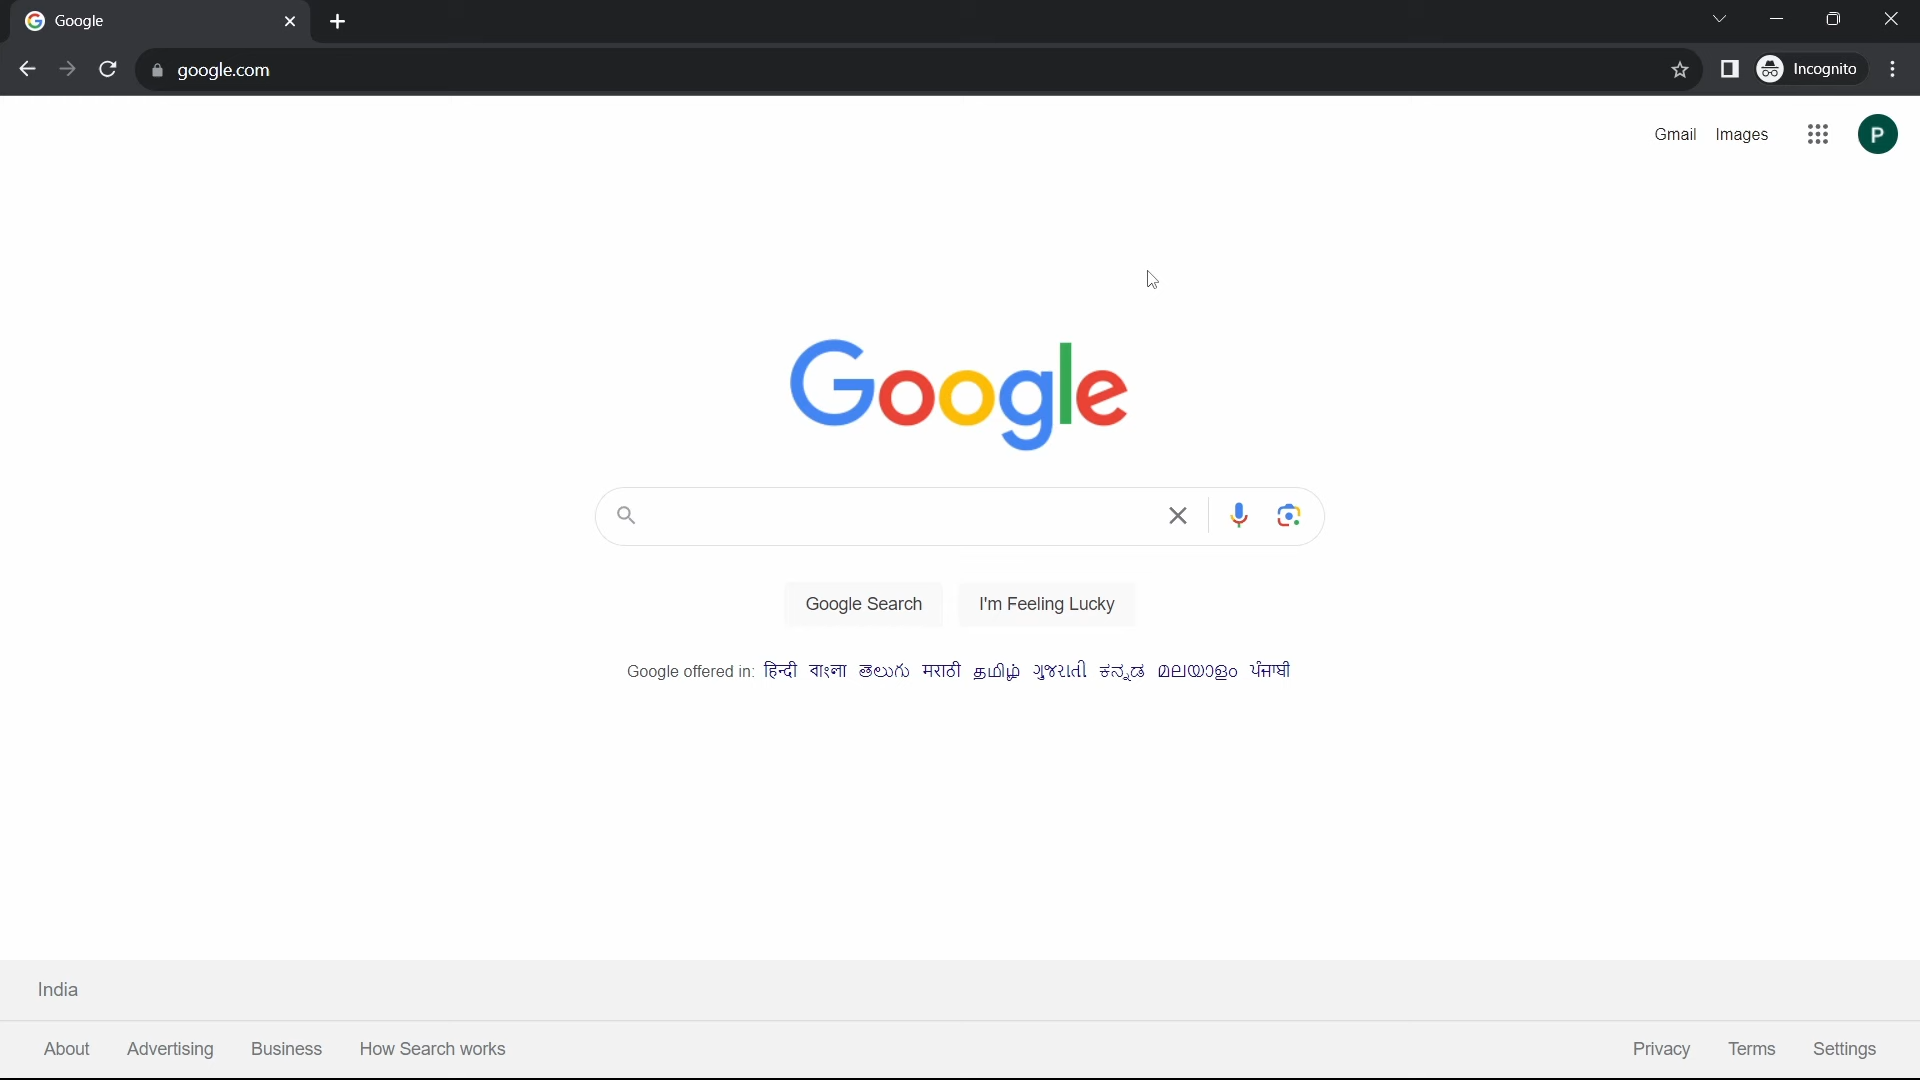 Google
google.com
Incognito
Gmail Images
P
Google
Google Search I'm Feeling Lucky
Google offered in: हिन्दी বাংলা తెలుగు मराठी தமிழ் ગુજરાતી ಕನ್ನಡ മലയാളം ਪੰਜਾਬੀ
India
About Advertising Business How Search works Privacy Terms Settings